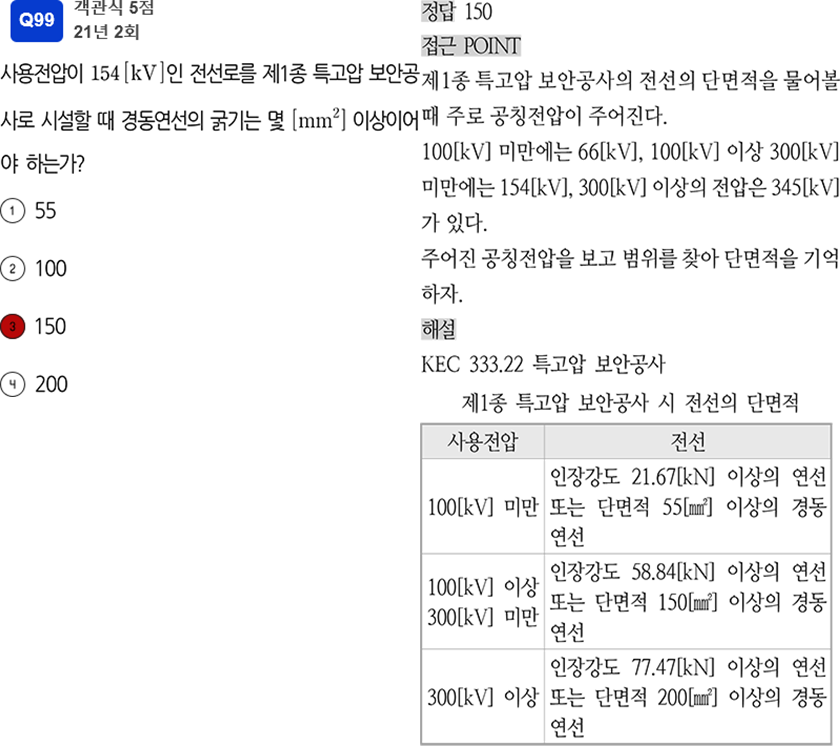 Q99
객관식 5점
21년 2회
사용전압이 154[kV]인 전선로를 제1종 특고압 보안공
사로 시설할 때 경동연선의 굵기는 몇 [mm²] 이상이어
야 하는가?
① 55
② 100
③ 150
④ 200
정답 150
접근 POINT
제1종 특고압 보안공사의 전선의 단면적을 물어볼
때 주로 공칭전압이 주어진다.
100[kV] 미만에는 66[kV], 100[kV] 이상 300[kV]
미만에는 154[kV], 300[kV] 이상의 전압은 345[kV]
가 있다.
주어진 공칭전압을 보고 범위를 찾아 단면적을 기억
하자.
해설
KEC 333.22 특고압 보안공사
제1종 특고압 보안공사 시 전선의 단면적
사용전압 전선
100[kV] 미만
인장강도 21.67[kN] 이상의 연선
또는 단면적 55[㎟] 이상의 경동
연선
100[kV] 이상
300[kV] 미만
인장강도 58.84[kN] 이상의 연선
또는 단면적 150[㎟] 이상의 경동
연선
300[kV] 이상
인장강도 77.47[kN] 이상의 연선
또는 단면적 200[㎟] 이상의 경동
연선